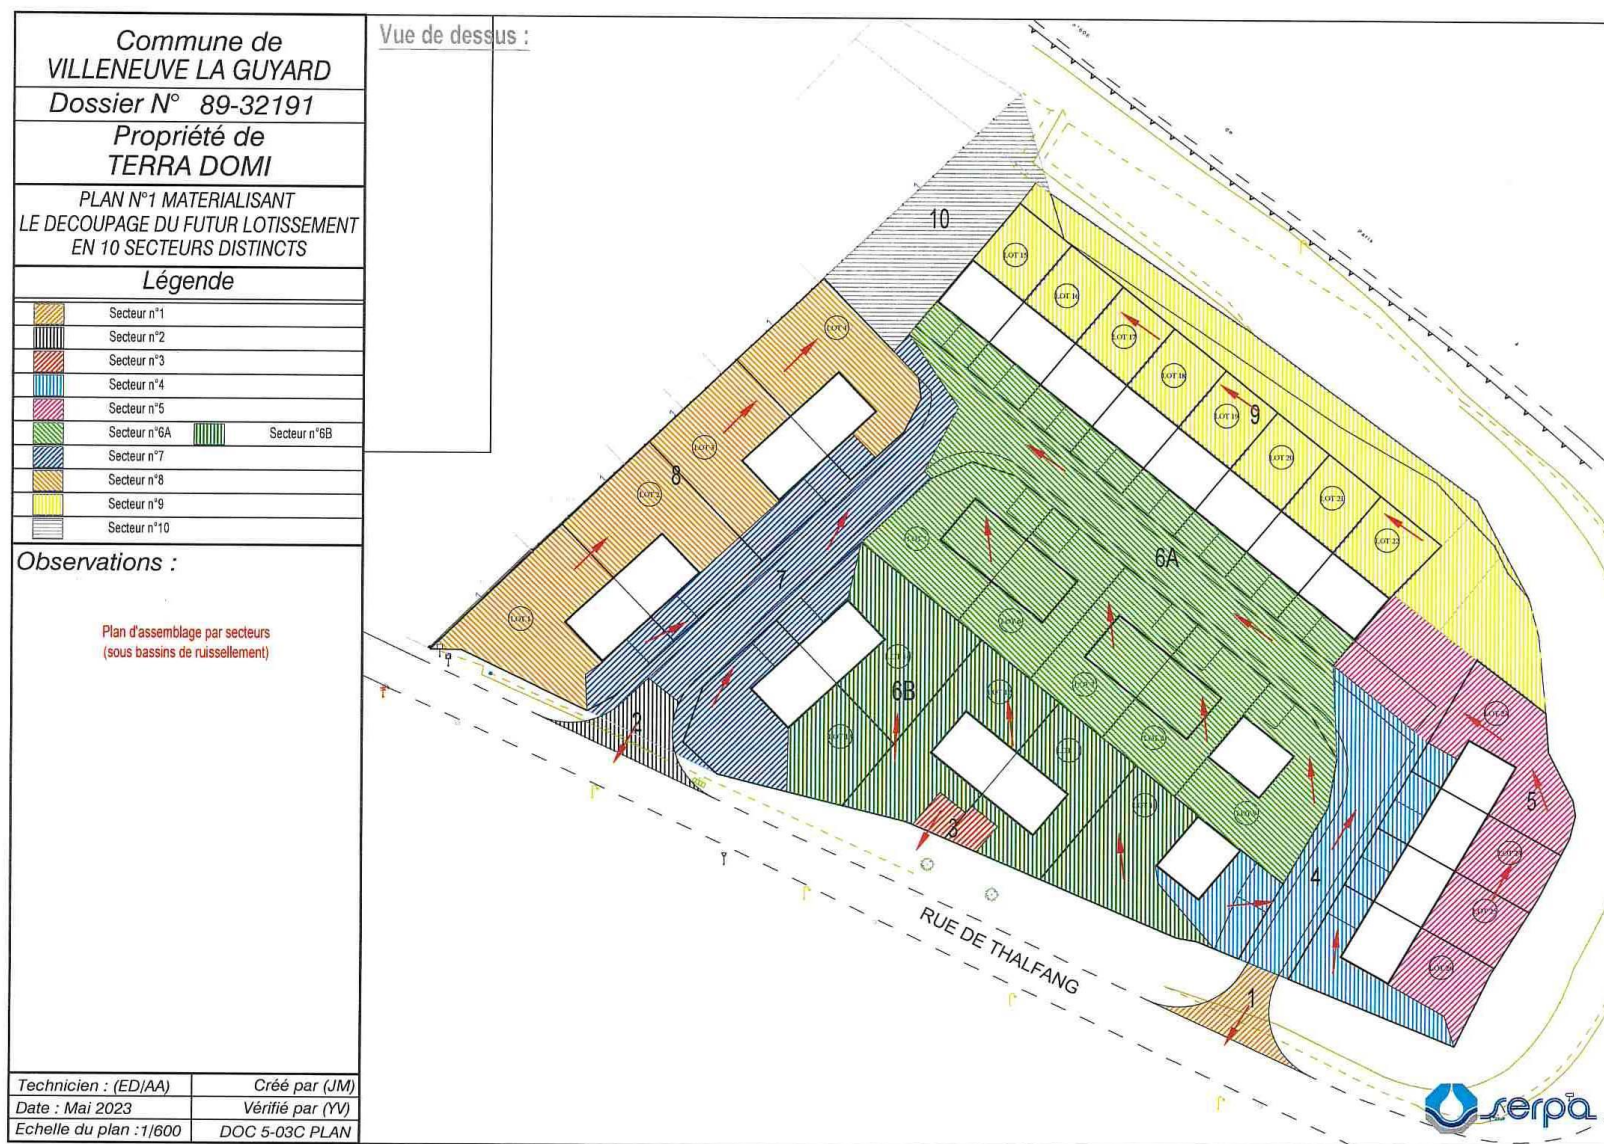 Commune de
VILLENEUVE LA GUYARD
Dossier N° 89-32191
Propriété de
TERRA DOMI
PLAN N°1 MATERIALISANT
LE DECOUPAGE DU FUTUR LOTISSEMENT
EN 10 SECTEURS DISTINCTS
Légende
Secteur n°1
Secteur n°2
Secteur n°3
Secteur n°4
Secteur n°5
Secteur n°6A Secteur n°6B
Secteur n°7
Secteur n°8
Secteur n°9
Secteur n°10
Observations :
Plan d'assemblage par secteurs
(sous bassins de ruissellement)
Technicien : (ED/AA) Créé par (JM)
Date : Mai 2023 Vérifié par (YV)
Echelle du plan :1/600 DOC 5-03C PLAN
Vue de dessus :
de
Paris
10
LOT 15
LOT 16
LOT 17
LOT 18
LOT 19
9
LOT 20
LOT 21
LOT 22
LOT 4
LOT 3
8
LOT 2
LOT 1
7
6A
6B
2
3
4
5
1
RUE DE THALFANG
serpa